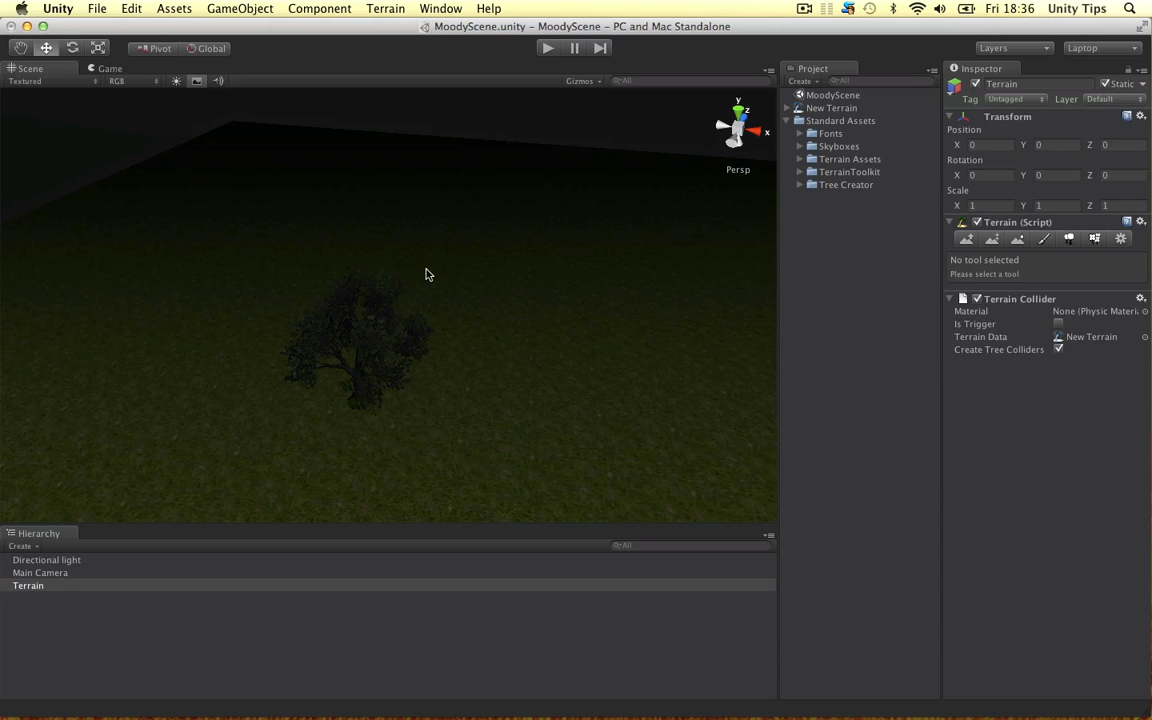 Unity File Edit Assets GameObject Component Terrain Window Help Fri 18:36 Unity Tips
MoodyScene.unity – MoodyScene – PC and Mac Standalone
Pivot Global Layers Laptop
Scene Game
Textured RGB Gizmos All
y
z
x
Persp
Project
Create All
MoodyScene
New Terrain
Standard Assets
Fonts
Skyboxes
Terrain Assets
TerrainToolkit
Tree Creator
Inspector
Terrain Static
Tag Untagged Layer Default
Transform
Position
X 0 Y 0 Z 0
Rotation
X 0 Y 0 Z 0
Scale
X 1 Y 1 Z 1
Terrain (Script)
No tool selected
Please select a tool
Terrain Collider
Material None (Physic Materi
Is Trigger
Terrain Data New Terrain
Create Tree Colliders
Hierarchy
Create All
Directional light
Main Camera
Terrain